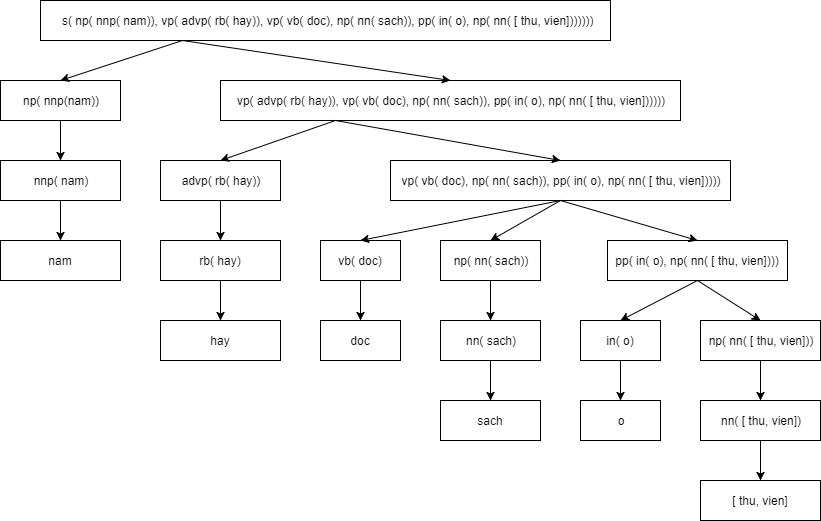 s( np( nnp( nam)), vp( advp( rb( hay)), vp( vb( doc), np( nn( sach)), pp( in( o), np( nn( [ thu, vien])))))))
np( nnp(nam))
vp( advp( rb( hay)), vp( vb( doc), np( nn( sach)), pp( in( o), np( nn( [ thu, vien]))))))
nnp( nam)
advp( rb( hay))
vp( vb( doc), np( nn( sach)), pp( in( o), np( nn( [ thu, vien])))))
nam
rb( hay)
vb( doc)
np( nn( sach))
pp( in( o), np( nn( [ thu, vien])))
hay
doc
nn( sach)
in( o)
np( nn( [ thu, vien]))
sach
o
nn( [ thu, vien])
[ thu, vien]